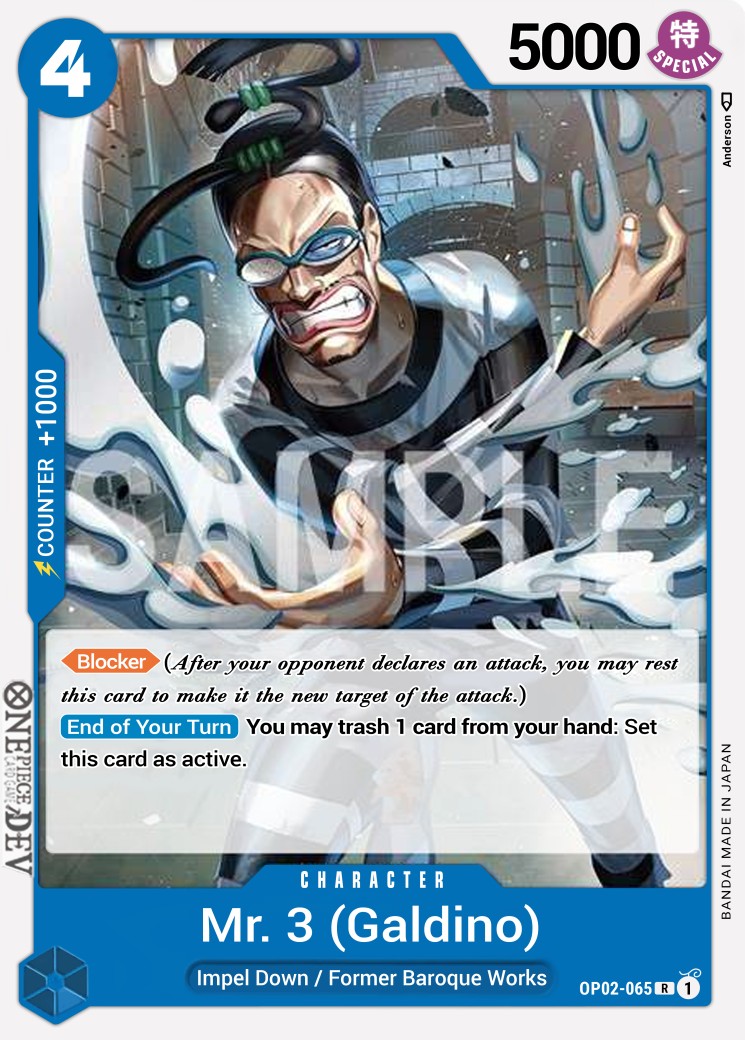 4
5000
特
SPECIAL
Anderson
COUNTER +1000
SAMPLE
Blocker (After your opponent declares an attack, you may rest
this card to make it the new target of the attack.)
End of Your Turn You may trash 1 card from your hand: Set
this card as active.
ONE PIECE
CARD GAME
DEV
BANDAI MADE IN JAPAN
CHARACTER
Mr. 3 (Galdino)
Impel Down / Former Baroque Works
OP02-065 R 1